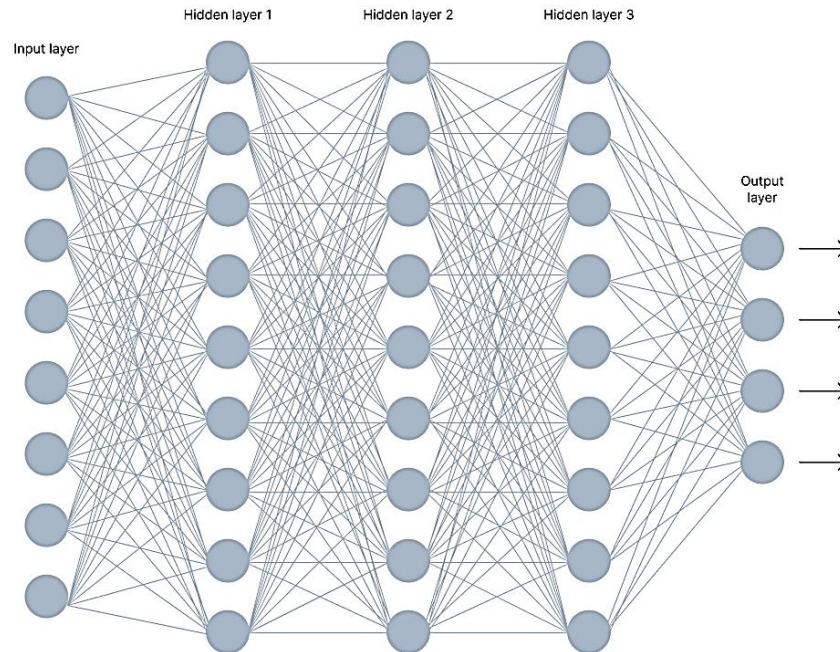 Hidden layer 1
Hidden layer 2
Hidden layer 3
Input layer
Output
layer